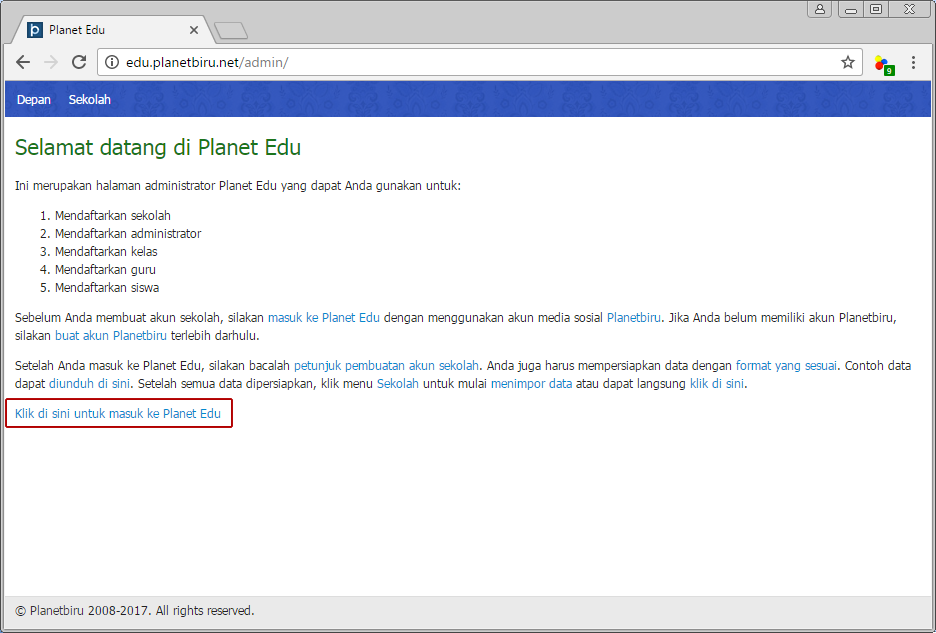 Planet Edu
edu.planetbiru.net/admin/
9
Depan Sekolah
Selamat datang di Planet Edu
Ini merupakan halaman administrator Planet Edu yang dapat Anda gunakan untuk:
1. Mendaftarkan sekolah
2. Mendaftarkan administrator
3. Mendaftarkan kelas
4. Mendaftarkan guru
5. Mendaftarkan siswa
Sebelum Anda membuat akun sekolah, silakan masuk ke Planet Edu dengan menggunakan akun media sosial Planetbiru. Jika Anda belum memiliki akun Planetbiru,
silakan buat akun Planetbiru terlebih darhulu.
Setelah Anda masuk ke Planet Edu, silakan bacalah petunjuk pembuatan akun sekolah. Anda juga harus mempersiapkan data dengan format yang sesuai. Contoh data
dapat diunduh di sini. Setelah semua data dipersiapkan, klik menu Sekolah untuk mulai menimpor data atau dapat langsung klik di sini.
Klik di sini untuk masuk ke Planet Edu
© Planetbiru 2008-2017. All rights reserved.